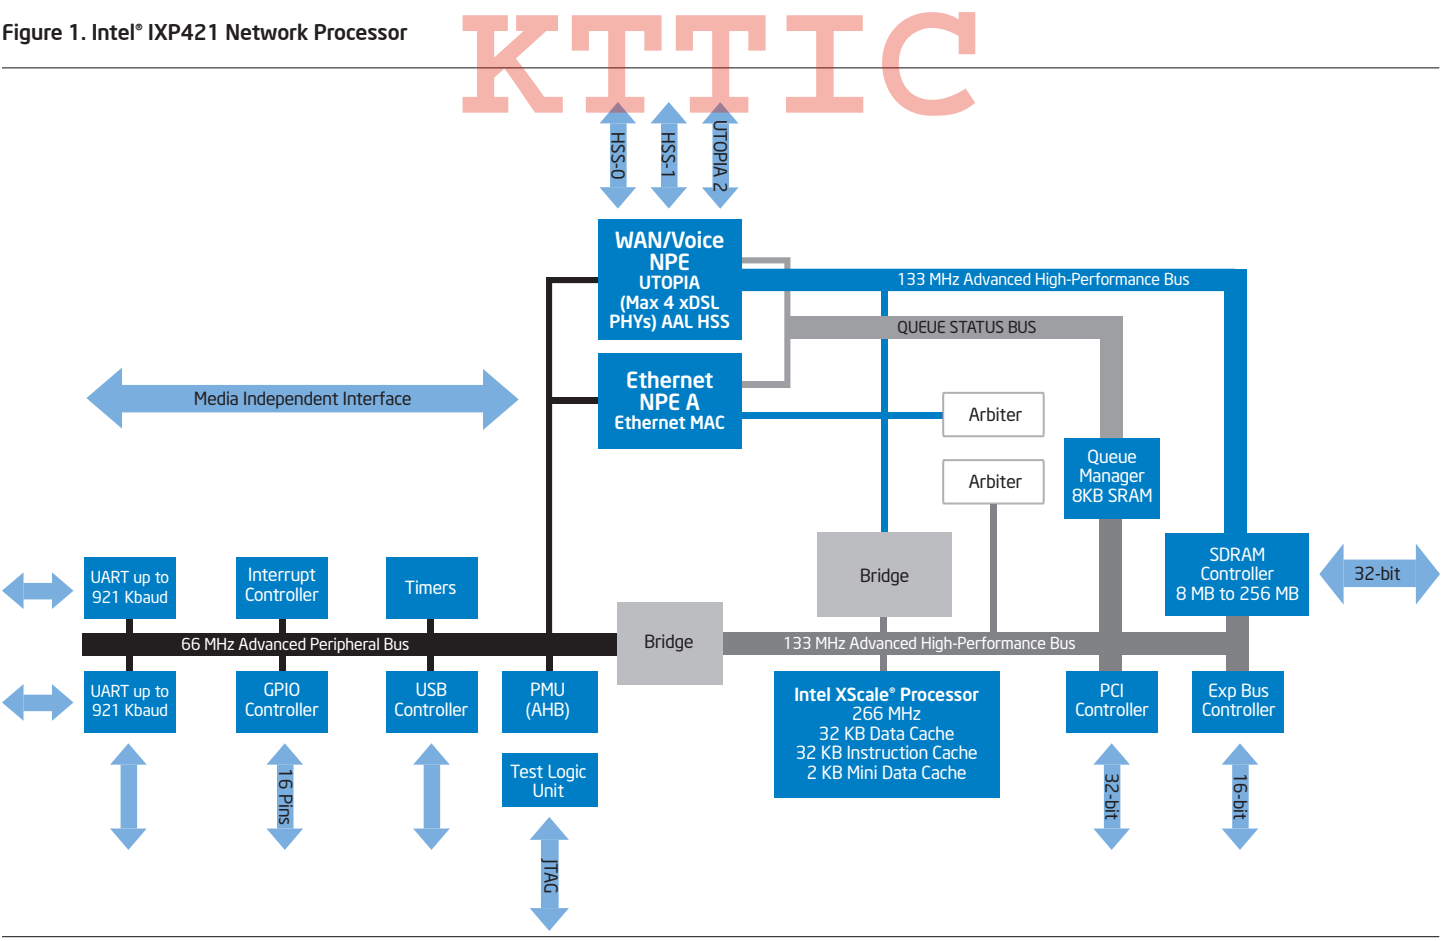 Figure 1. Intel® IXP421 Network Processor
KTTIC
HSS-0
HSS-1
UTOPIA 2
WAN/Voice
NPE
UTOPIA
(Max 4 xDSL
PHYs) AAL HSS
133 MHz Advanced High-Performance Bus
QUEUE STATUS BUS
Ethernet
NPE A
Ethernet MAC
Media Independent Interface
Arbiter
Arbiter
Queue
Manager
8KB SRAM
Bridge
SDRAM
Controller
8 MB to 256 MB
32-bit
UART up to
921 Kbaud
Interrupt
Controller
Timers
66 MHz Advanced Peripheral Bus
Bridge
133 MHz Advanced High-Performance Bus
UART up to
921 Kbaud
GPIO
Controller
USB
Controller
PMU
(AHB)
Intel XScale® Processor
266 MHz
32 KB Data Cache
32 KB Instruction Cache
2 KB Mini Data Cache
PCI
Controller
Exp Bus
Controller
Test Logic
Unit
16 Pins
JTAG
32-bit
16-bit